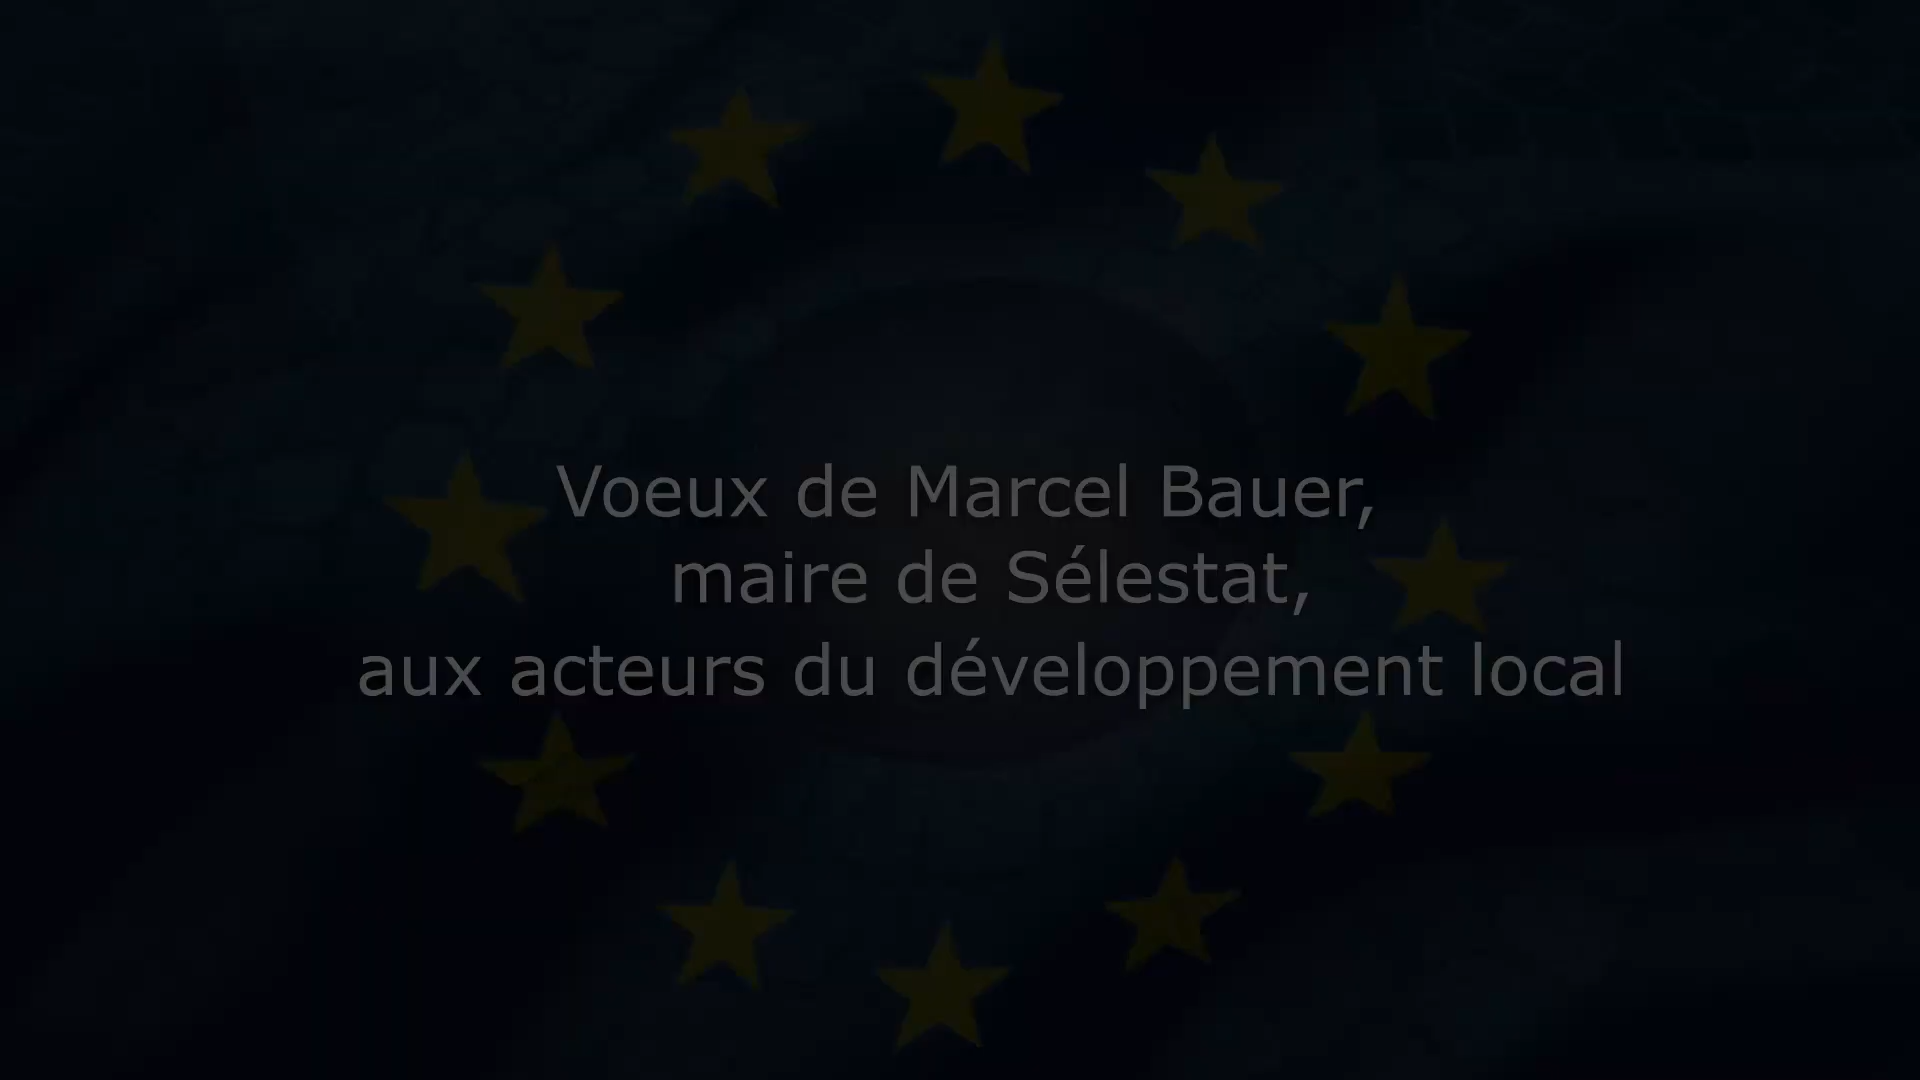 Voeux de Marcel Bauer,
maire de Sélestat,
aux acteurs du développement local